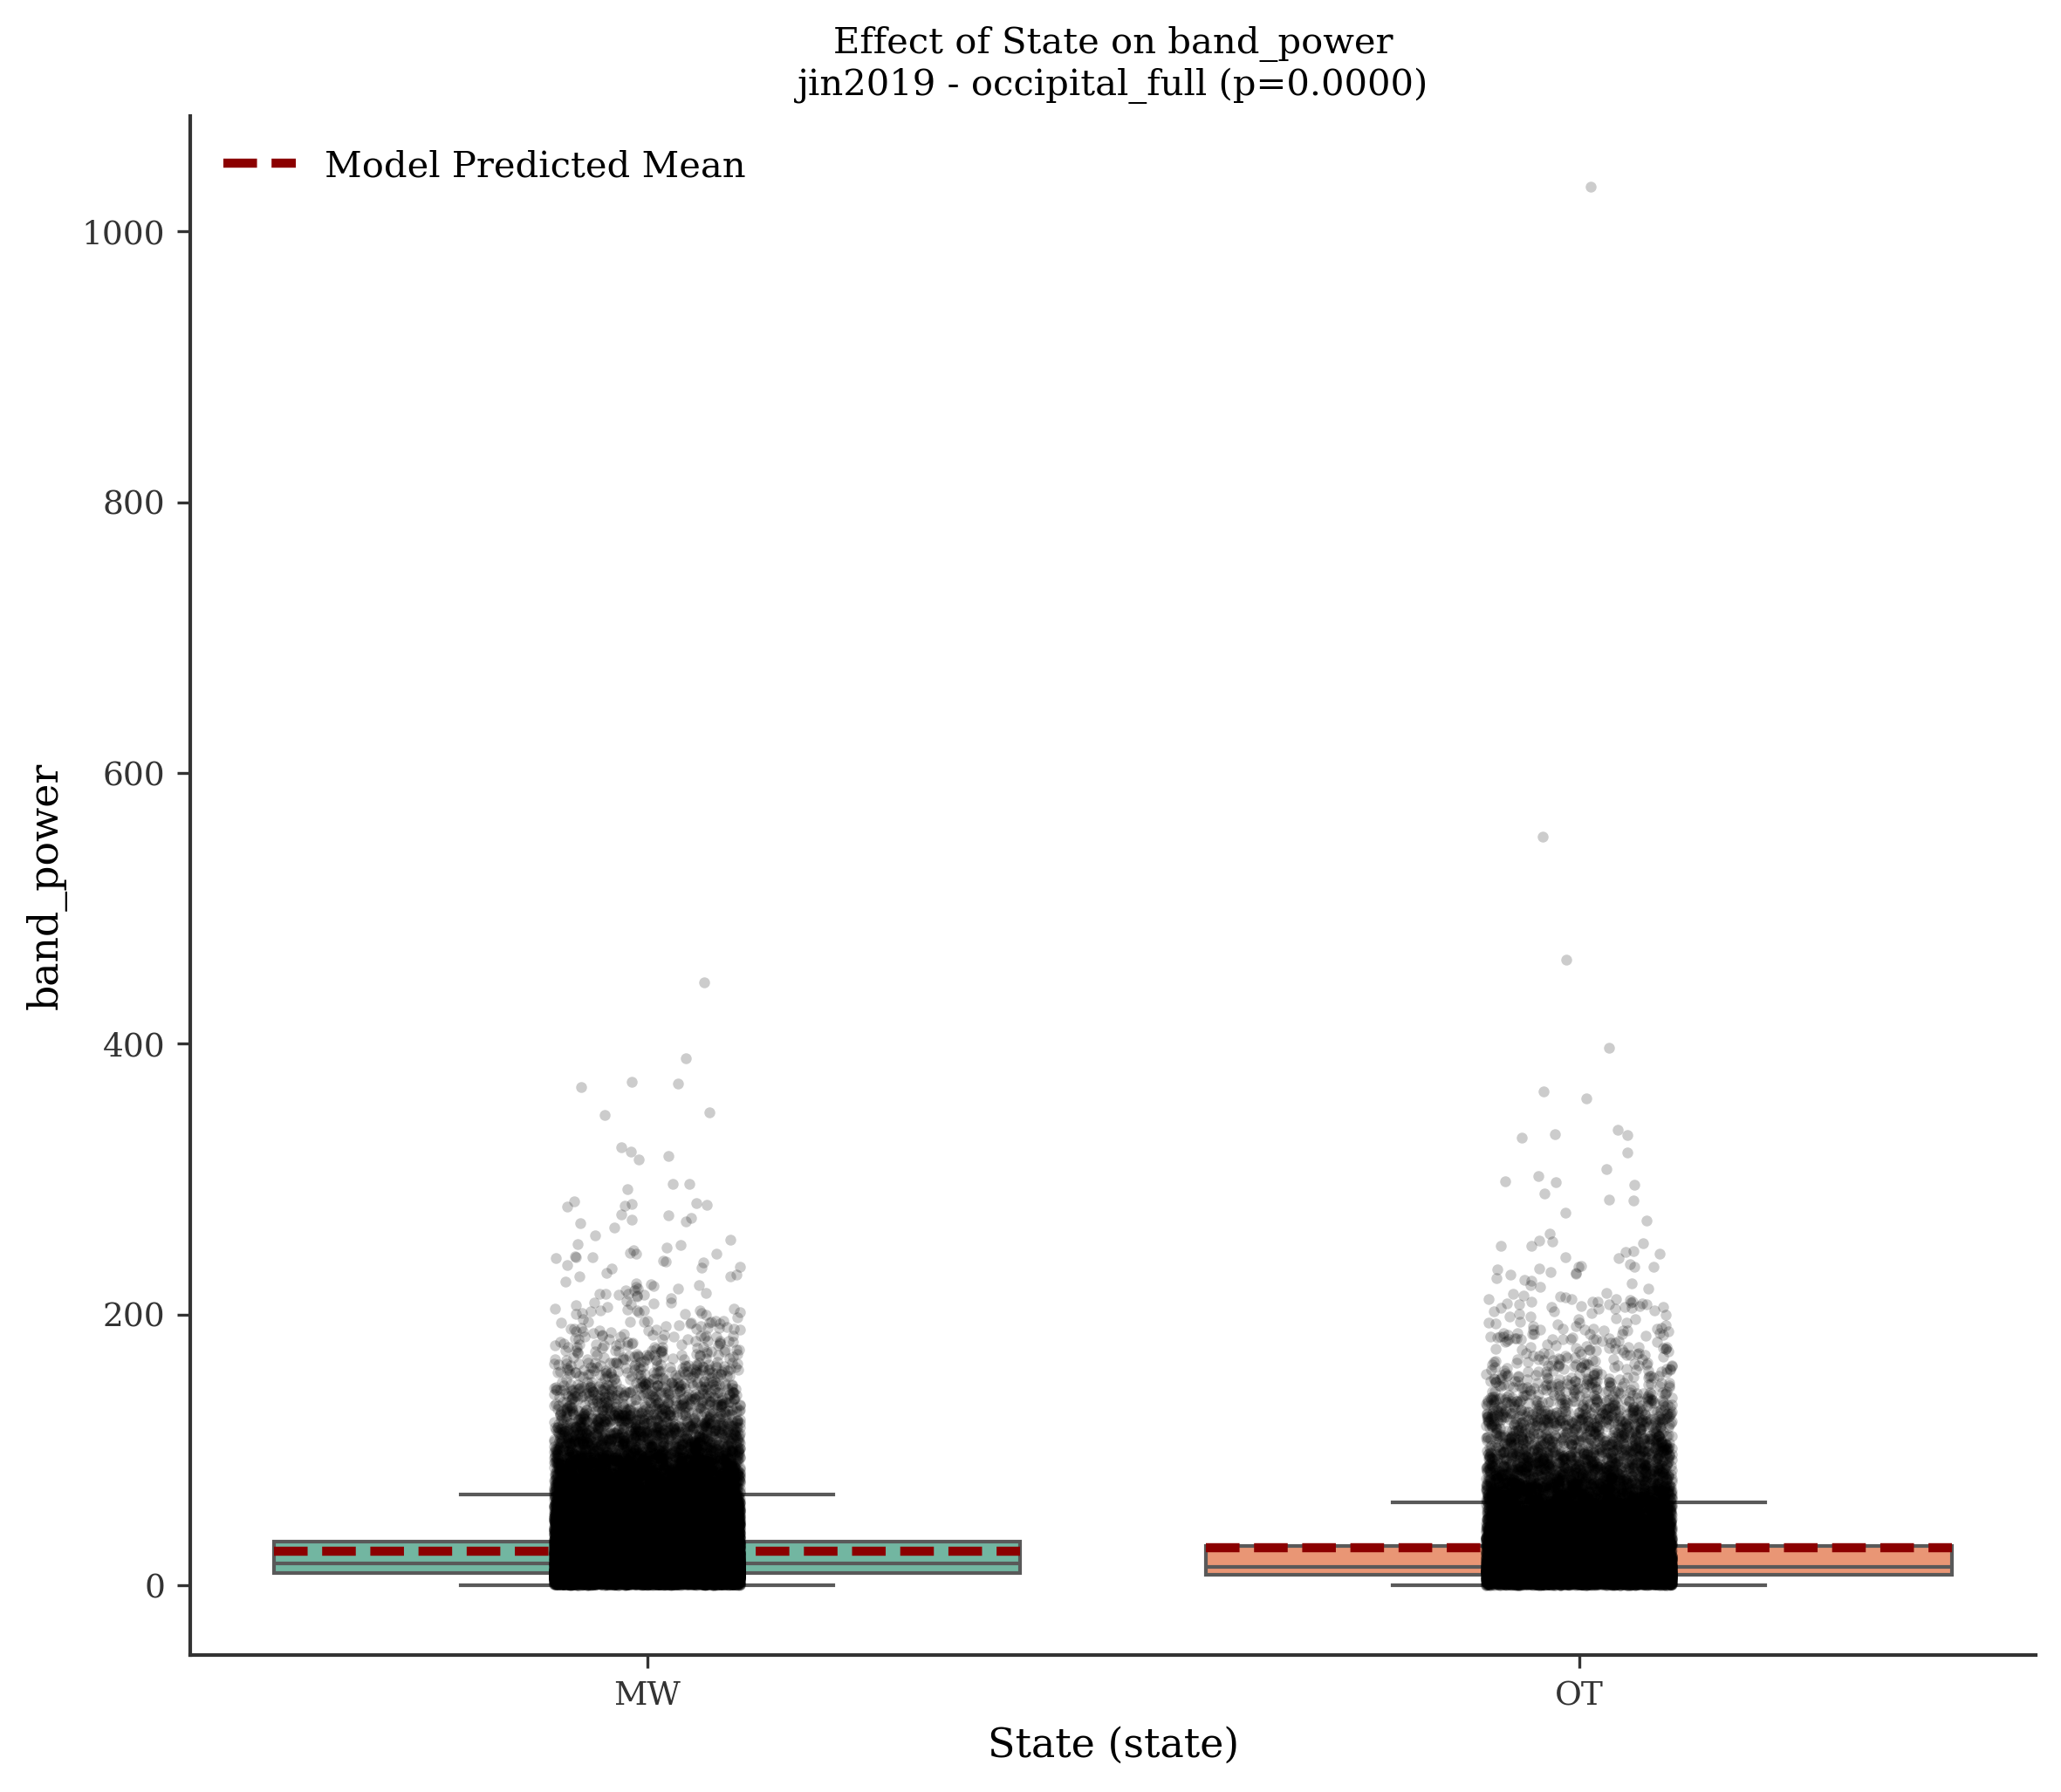 Effect of State on band_power
jin2019 - occipital_full (p=0.0000)
Model Predicted Mean
1000
800
600
400
200
0
band_power
MW
OT
State (state)